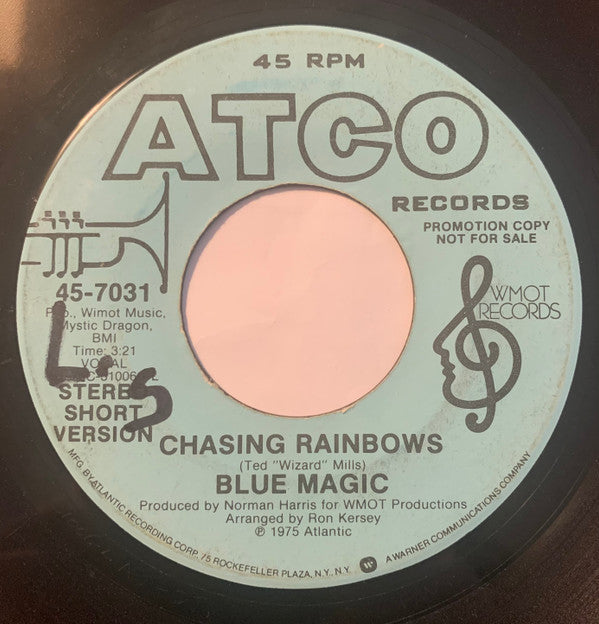 45 RPM
ATCO
RECORDS
PROMOTION COPY
NOT FOR SALE
WMOT
RECORDS
45-7031
Wimot Music,
Mystic Dragon,
BMI
Time: 3:21
L.S
STEREO
SHORT
VERSION
CHASING RAINBOWS
(Ted "Wizard" Mills)
BLUE MAGIC
Produced by Norman Harris for WMOT Productions
Arranged by Ron Kersey
℗ 1975 Atlantic
MFG. BY ATLANTIC RECORDING CORP. 75 ROCKEFELLER PLAZA, N.Y. N.Y. A WARNER COMMUNICATIONS COMPANY